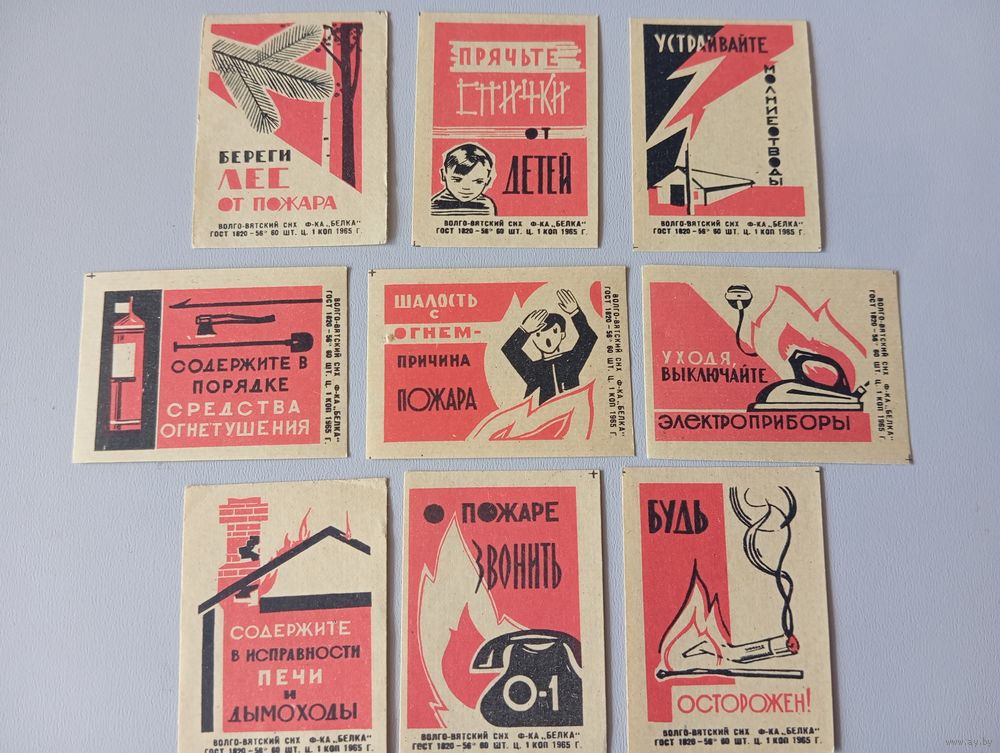 БЕРЕГИ
ЛЕС
ОТ ПОЖАРА
ВОЛГО-ВЯТСКИЙ СНХ Ф-КА „БЕЛКА"
ГОСТ 1820-56° 60 ШТ. Ц. 1 КОП 1965 Г.
ПРЯЧЬТЕ
СПИЧКИ
ОТ
ДЕТЕЙ
ВОЛГО-ВЯТСКИЙ СНХ Ф-КА „БЕЛКА"
ГОСТ 1820-56° 60 ШТ. Ц. 1 КОП 1965 Г.
УСТРАИВАЙТЕ
МОЛНИЕОТВОДЫ
ВОЛГО-ВЯТСКИЙ СНХ Ф-КА „БЕЛКА"
ГОСТ 1820-56° 60 ШТ. Ц. 1 КОП 1965 Г.
СОДЕРЖИТЕ В
ПОРЯДКЕ
СРЕДСТВА
ОГНЕТУШЕНИЯ
ВОЛГО-ВЯТСКИЙ СНХ Ф-КА „БЕЛКА"
ГОСТ 1820-56° 60 ШТ. Ц. 1 КОП 1965 Г.
ШАЛОСТЬ
С
ОГНЕМ-
ПРИЧИНА
ПОЖАРА
ВОЛГО-ВЯТСКИЙ СНХ Ф-КА „БЕЛКА"
ГОСТ 1820-56° 60 ШТ. Ц. 1 КОП 1965 Г.
УХОДЯ,
ВЫКЛЮЧАЙТЕ
ЭЛЕКТРОПРИБОРЫ
ВОЛГО-ВЯТСКИЙ СНХ Ф-КА „БЕЛКА"
ГОСТ 1820-56° 60 ШТ. Ц. 1 КОП 1965 Г.
СОДЕРЖИТЕ
В ИСПРАВНОСТИ
ПЕЧИ
И
ДЫМОХОДЫ
ВОЛГО-ВЯТСКИЙ СНХ Ф-КА „БЕЛКА"
ГОСТ 1820-56° 60 ШТ. Ц. 1 КОП 1965 Г.
О ПОЖАРЕ
ЗВОНИТЬ
0-1
ВОЛГО-ВЯТСКИЙ СНХ Ф-КА „БЕЛКА"
ГОСТ 1820-56° 60 ШТ. Ц. 1 КОП 1965 Г.
БУДЬ
ОСТОРОЖЕН!
ВОЛГО-ВЯТСКИЙ СНХ Ф-КА „БЕЛКА"
ГОСТ 1820-56° 60 ШТ. Ц. 1 КОП 1965 Г.
www.ay.by